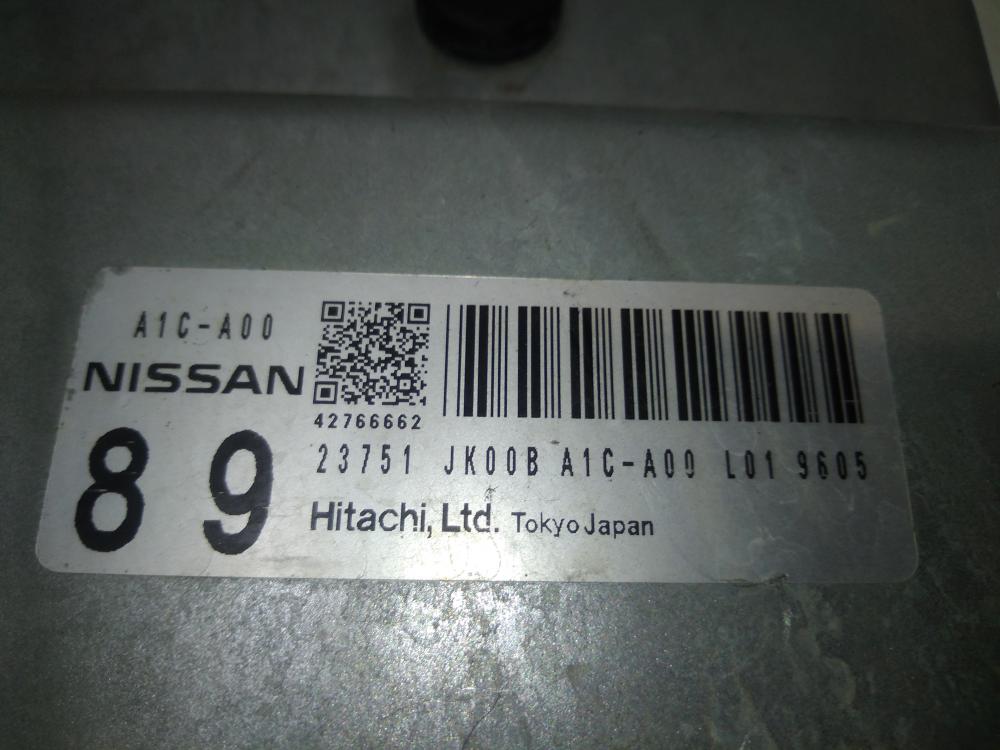 A1C-A00
NISSAN
42766662
8 9
23751 JK00B A1C-A00 L01 9605
Hitachi, Ltd. Tokyo Japan